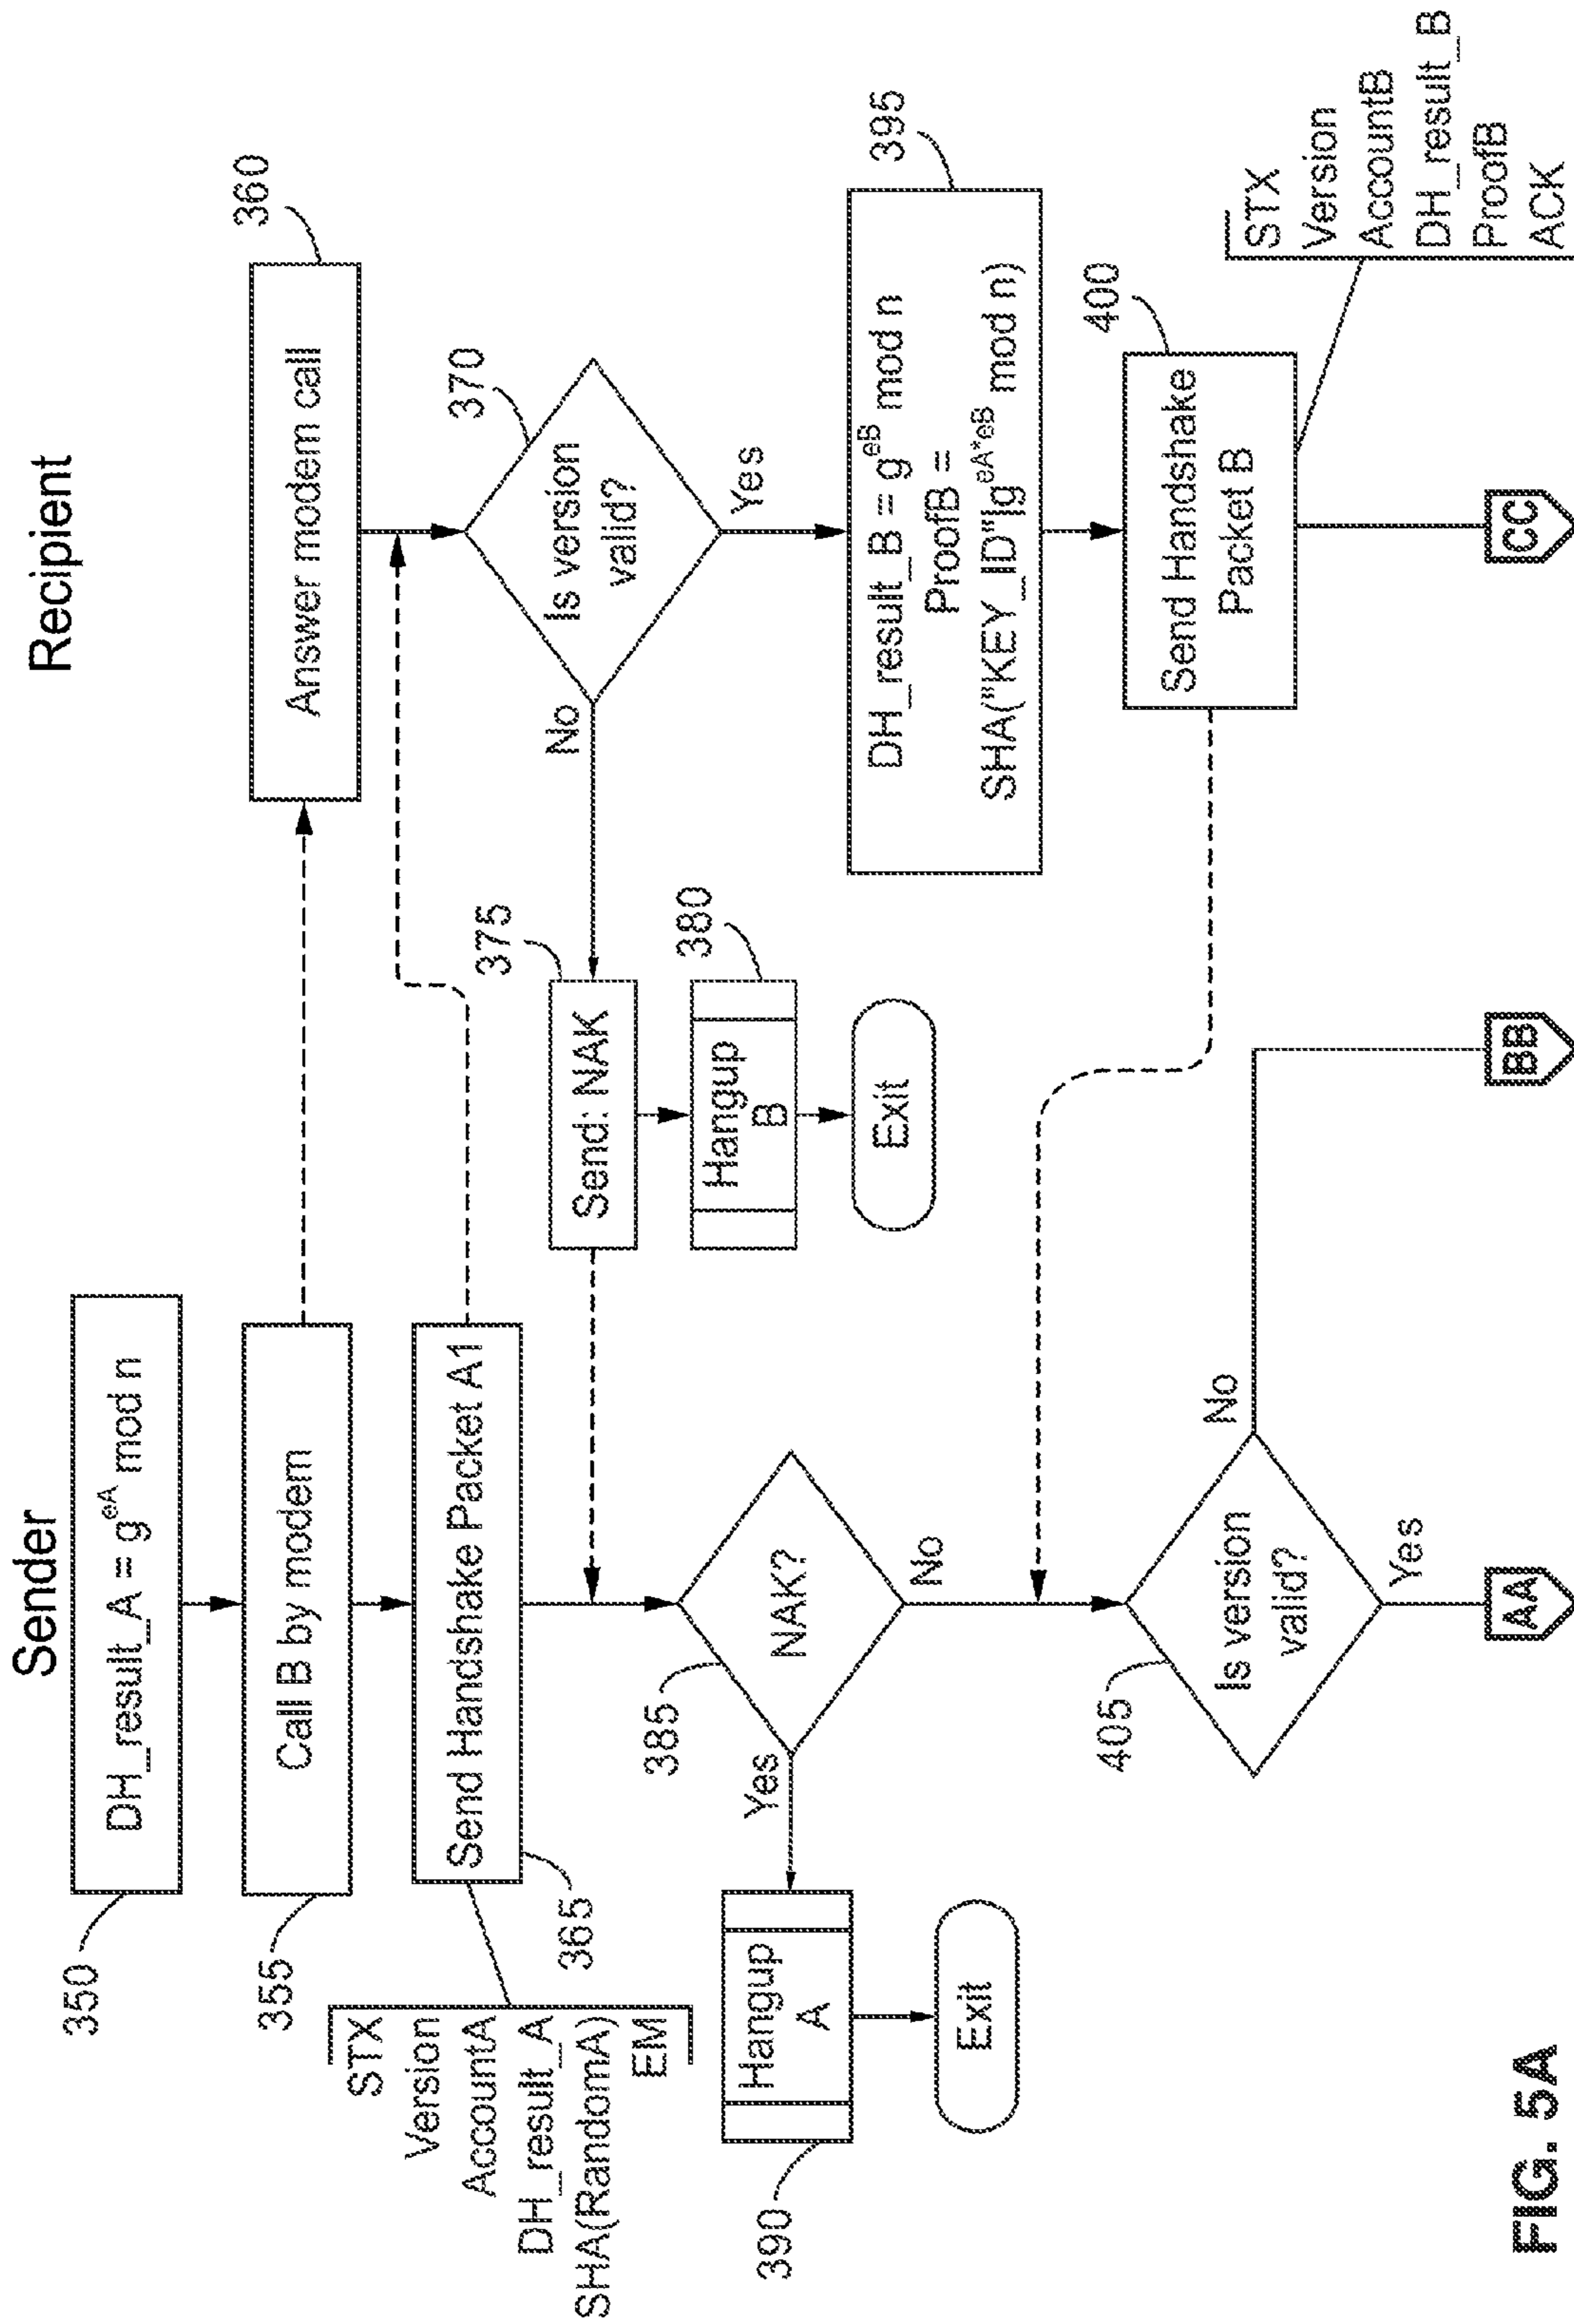 Sender
Recipient
350
DH_result_A = g^eA mod n
355
Call B by modem
360
Answer modem call
365
Send Handshake Packet A1
STX
Version
AccountA
DH_result_A
SHA(RandomA)
EM
370
Is version
valid?
No
Yes
375
Send: NAK
380
Hangup
B
Exit
385
NAK?
Yes
No
390
Hangup
A
Exit
395
DH_result_B = g^eB mod n
ProofB =
SHA("KEY_ID"|g^eA*eB mod n)
400
Send Handshake
Packet B
STX
Version
AccountB
DH_result_B
ProofB
ACK
405
Is version
valid?
No
Yes
AA
BB
CC
FIG. 5A